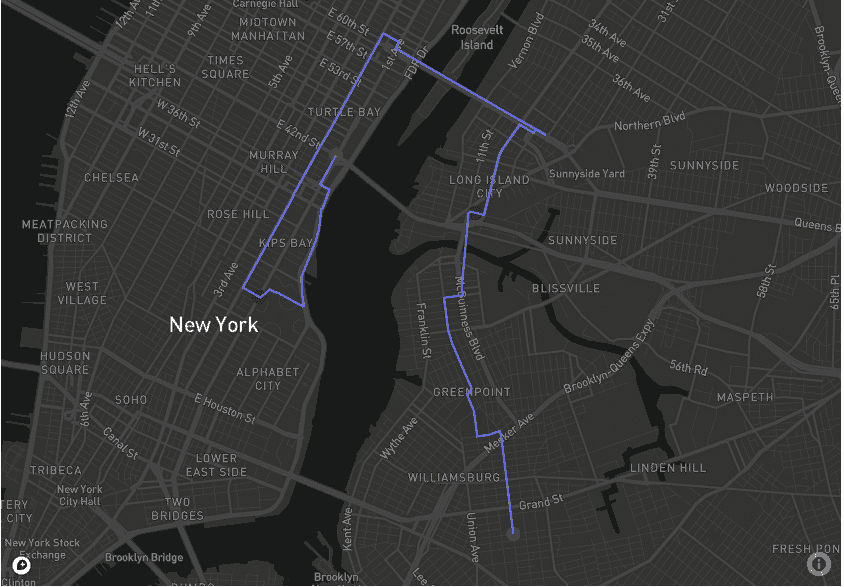 Carnegie Hall
12th Ave
11th
9th Ave
MIDTOWN
MANHATTAN
E 60th St
E 57th St
E 53rd St
1st Ave
FDR Dr
Roosevelt
Island
Vernon Blvd
34th Ave
35th Ave
36th Ave
31st
Brooklyn-Quee
HELL'S
KITCHEN
TIMES
SQUARE
5th Ave
12th Ave
W 36th St
W 31st St
TURTLE BAY
E 42nd St
MURRAY
HILL
11th St
Northern Blvd
39th St
SUNNYSIDE
CHELSEA
LONG ISLAND
CITY
Sunnyside Yard
WOODSIDE
MEATPACKING
DISTRICT
ROSE HILL
KIPS BAY
SUNNYSIDE
Queens B
3rd Ave
WEST
VILLAGE
BLISSVILLE
58th St
65th Pl
New York
Franklin St
McGuinness Blvd
HUDSON
SQUARE
ALPHABET
CITY
Brooklyn-Queens Expy
56th Rd
SOHO
6th Ave
E Houston St
GREENPOINT
MASPETH
Canal St
Wythe Ave
Meeker Ave
TRIBECA
LOWER
EAST SIDE
WILLIAMSBURG
LINDEN HILL
New York
City Hall
TWO
BRIDGES
Grand St
TERY
CITY
Kent Ave
Union Ave
New York Stock
Exchange
Brooklyn Bridge
FRESH PON
Clinton
DUMBO
Brooklyn
Lee